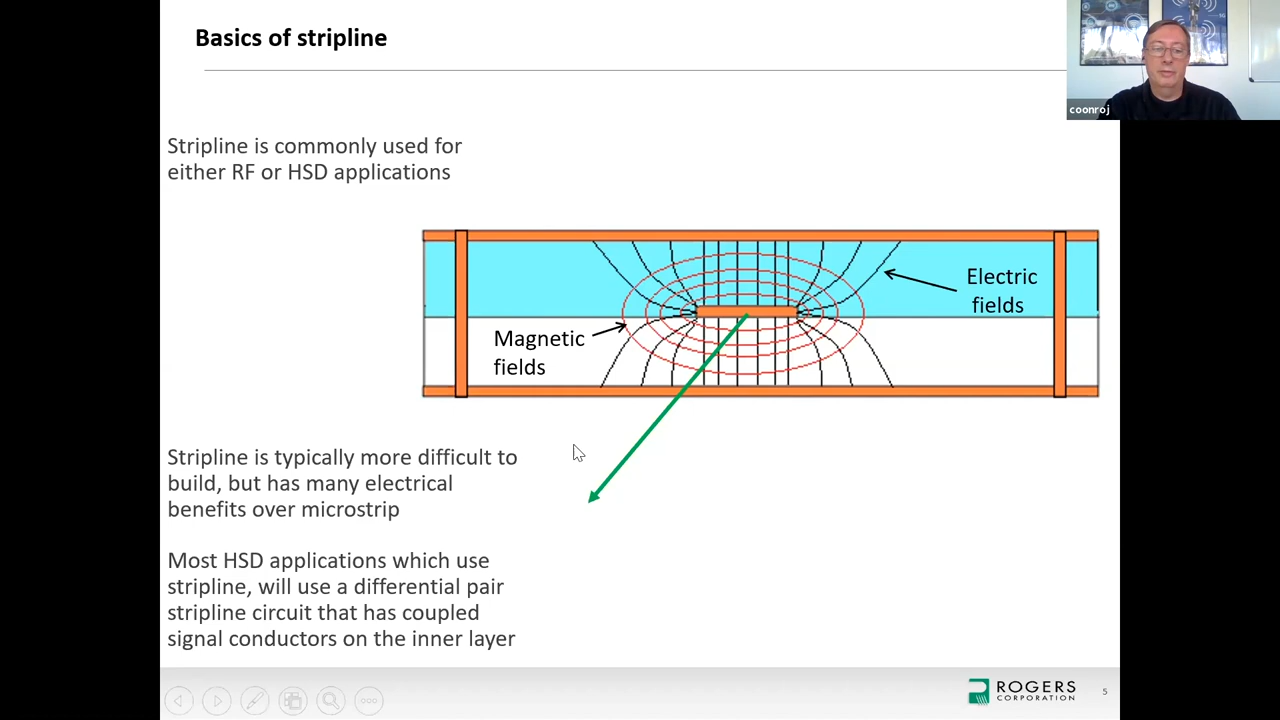 Basics of stripline
coonroj
Stripline is commonly used for
either RF or HSD applications
Electric
fields
Magnetic
fields
Stripline is typically more difficult to
build, but has many electrical
benefits over microstrip
Most HSD applications which use
stripline, will use a differential pair
stripline circuit that has coupled
signal conductors on the inner layer
ROGERS
CORPORATION
5